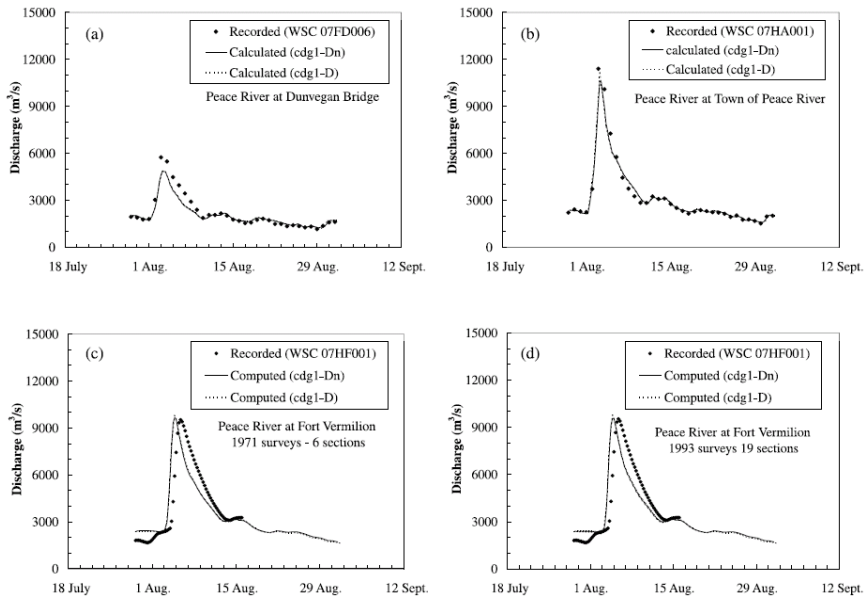 (a)
Recorded (WSC 07FD006)
Calculated (cdg1-Dn)
Calculated (cdg1-D)
Peace River at Dunvegan Bridge
Discharge (m³/s)
15000
12000
9000
6000
3000
0
18 July
1 Aug.
15 Aug.
29 Aug.
12 Sept.
(b)
Recorded (WSC 07HA001)
calculated (cdg1-Dn)
Calculated (cdg1-D)
Peace River at Town of Peace River
Discharge (m³/s)
15000
12000
9000
6000
3000
0
18 July
1 Aug.
15 Aug.
29 Aug.
12 Sept.
(c)
Recorded (WSC 07HF001)
Computed (cdg1-Dn)
Computed (cdg1-D)
Peace River at Fort Vermilion
1971 surveys - 6 sections
Discharge (m³/s)
15000
12000
9000
6000
3000
0
18 July
1 Aug.
15 Aug.
29 Aug.
12 Sept.
(d)
Recorded (WSC 07HF001)
Computed (cdg1-Dn)
Computed (cdg1-D)
Peace River at Fort Vermilion
1993 surveys 19 sections
Discharge (m³/s)
15000
12000
9000
6000
3000
0
18 July
1 Aug.
15 Aug.
29 Aug.
12 Sept.